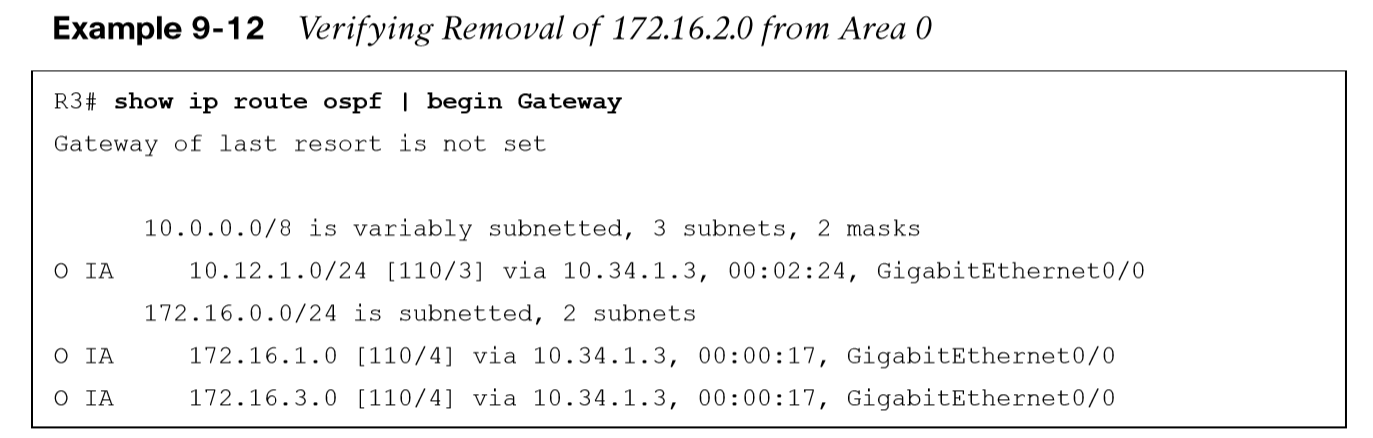 Example 9-12 Verifying Removal of 172.16.2.0 from Area 0
R3# show ip route ospf | begin Gateway
Gateway of last resort is not set
10.0.0.0/8 is variably subnetted, 3 subnets, 2 masks
O IA 10.12.1.0/24 [110/3] via 10.34.1.3, 00:02:24, GigabitEthernet0/0
172.16.0.0/24 is subnetted, 2 subnets
O IA 172.16.1.0 [110/4] via 10.34.1.3, 00:00:17, GigabitEthernet0/0
O IA 172.16.3.0 [110/4] via 10.34.1.3, 00:00:17, GigabitEthernet0/0